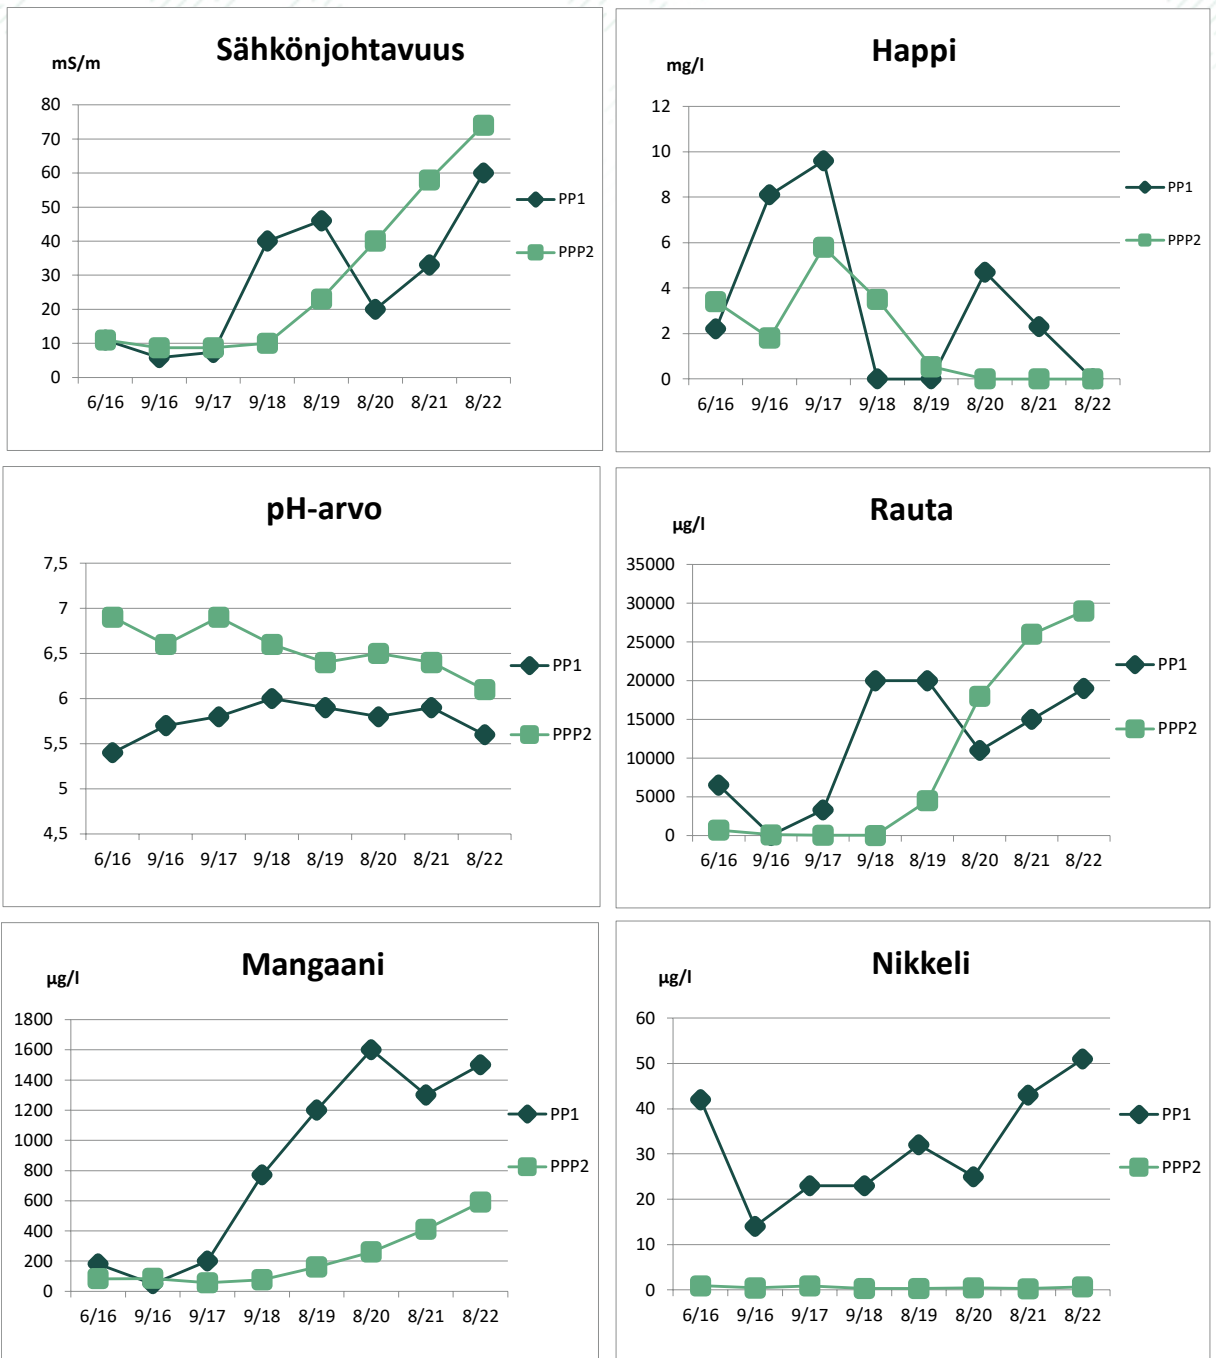 Sähkönjohtavuus
mS/m
80
70
60
50
40
30
20
10
0
6/16 9/16 9/17 9/18 8/19 8/20 8/21 8/22
PP1
PPP2
Happi
mg/l
12
10
8
6
4
2
0
6/16 9/16 9/17 9/18 8/19 8/20 8/21 8/22
PP1
PPP2
pH-arvo
7,5
7
6,5
6
5,5
5
4,5
6/16 9/16 9/17 9/18 8/19 8/20 8/21 8/22
PP1
PPP2
Rauta
µg/l
35000
30000
25000
20000
15000
10000
5000
0
6/16 9/16 9/17 9/18 8/19 8/20 8/21 8/22
PP1
PPP2
Mangaani
µg/l
1800
1600
1400
1200
1000
800
600
400
200
0
6/16 9/16 9/17 9/18 8/19 8/20 8/21 8/22
PP1
PPP2
Nikkeli
µg/l
60
50
40
30
20
10
0
6/16 9/16 9/17 9/18 8/19 8/20 8/21 8/22
PP1
PPP2